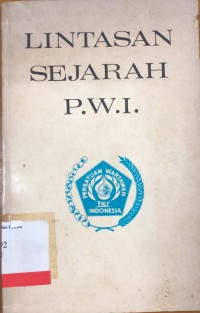 LINTASAN
SEJARAH
P.W.I.
PERSATUAN WARTAWAN
PWI
INDONESIA